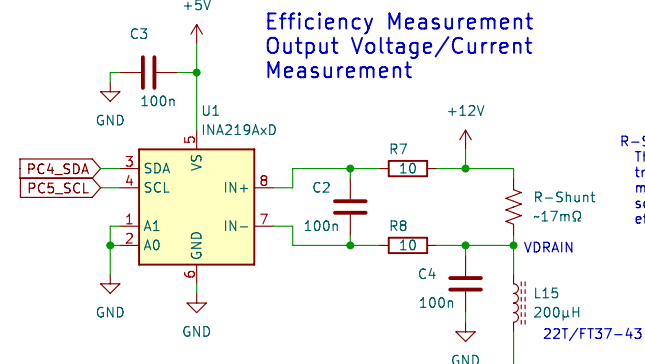 +5V
Efficiency Measurement
Output Voltage/Current
Measurement
C3
100n
GND
U1
INA219AxD
+12V
5
VS
R7
10
PC4_SDA
3
SDA
PC5_SCL
4
SCL
IN+
8
C2
100n
R-Shunt
~17mΩ
1
A1
2
A0
IN-
7
GND
6
R8
10
VDRAIN
C4
100n
L15
200µH
22T/FT37-43
GND
GND
GND